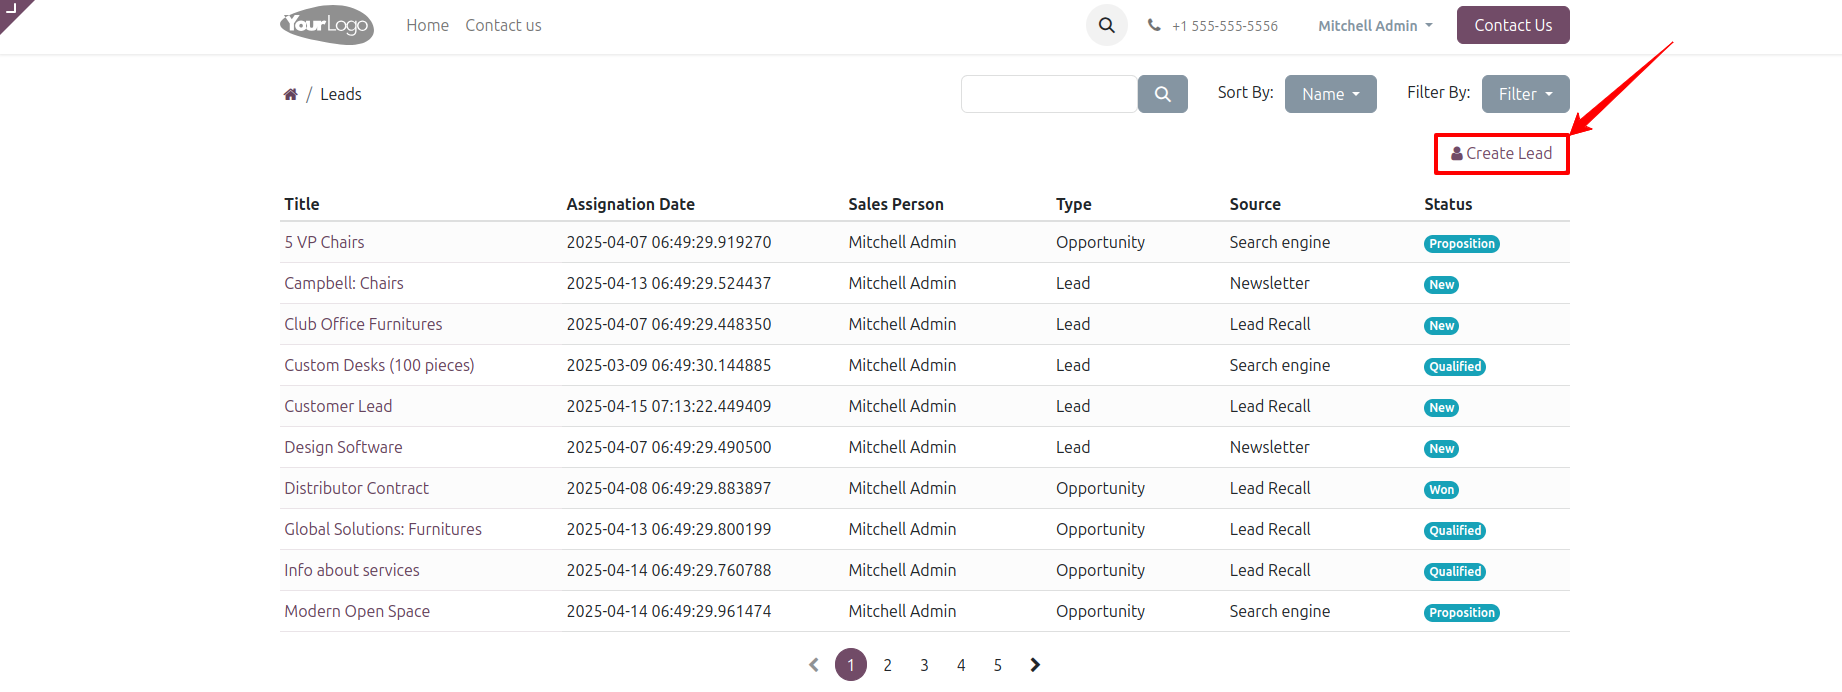 YourLogo Home Contact us +1 555-555-5556 Mitchell Admin Contact Us
/ Leads Sort By: Name Filter By: Filter
Create Lead
Title Assignation Date Sales Person Type Source Status
5 VP Chairs 2025-04-07 06:49:29.919270 Mitchell Admin Opportunity Search engine Proposition
Campbell: Chairs 2025-04-13 06:49:29.524437 Mitchell Admin Lead Newsletter New
Club Office Furnitures 2025-04-07 06:49:29.448350 Mitchell Admin Lead Lead Recall New
Custom Desks (100 pieces) 2025-03-09 06:49:30.144885 Mitchell Admin Lead Search engine Qualified
Customer Lead 2025-04-15 07:13:22.449409 Mitchell Admin Lead Lead Recall New
Design Software 2025-04-07 06:49:29.490500 Mitchell Admin Lead Newsletter New
Distributor Contract 2025-04-08 06:49:29.883897 Mitchell Admin Opportunity Lead Recall Won
Global Solutions: Furnitures 2025-04-13 06:49:29.800199 Mitchell Admin Opportunity Lead Recall Qualified
Info about services 2025-04-14 06:49:29.760788 Mitchell Admin Opportunity Lead Recall Qualified
Modern Open Space 2025-04-14 06:49:29.961474 Mitchell Admin Opportunity Search engine Proposition
1 2 3 4 5